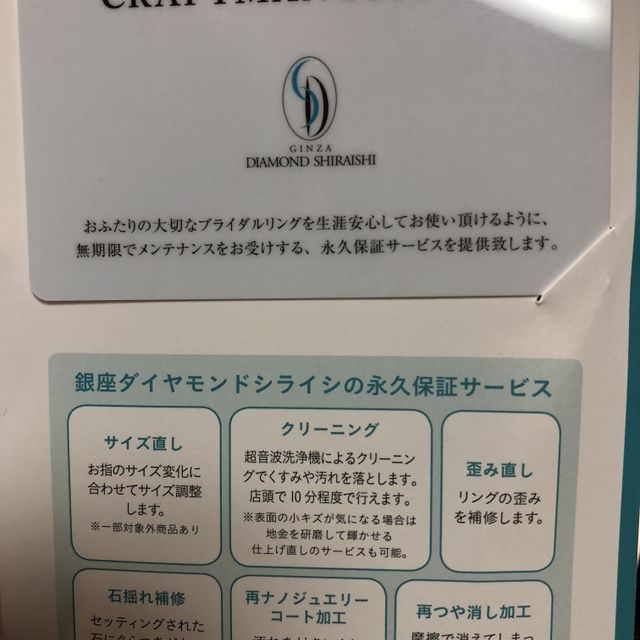 GINZA
DIAMOND SHIRAISHI
おふたりの大切なブライダルリングを生涯安心してお使い頂けるように、
無期限でメンテナンスをお受けする、永久保証サービスを提供致します。
銀座ダイヤモンドシライシの永久保証サービス
サイズ直し
お指のサイズ変化に
合わせてサイズ調整
します。
※一部対象外商品あり
クリーニング
超音波洗浄機によるクリーニン
グでくすみや汚れを落とします。
店頭で10分程度で行えます。
※表面の小キズが気になる場合は
地金を研磨して輝かせる
仕上げ直しのサービスも可能。
歪み直し
リングの歪み
を補修します。
石揺れ補修
セッティングされた
再ナノジュエリー
コート加工
再つや消し加工
摩擦で消えてしまっ